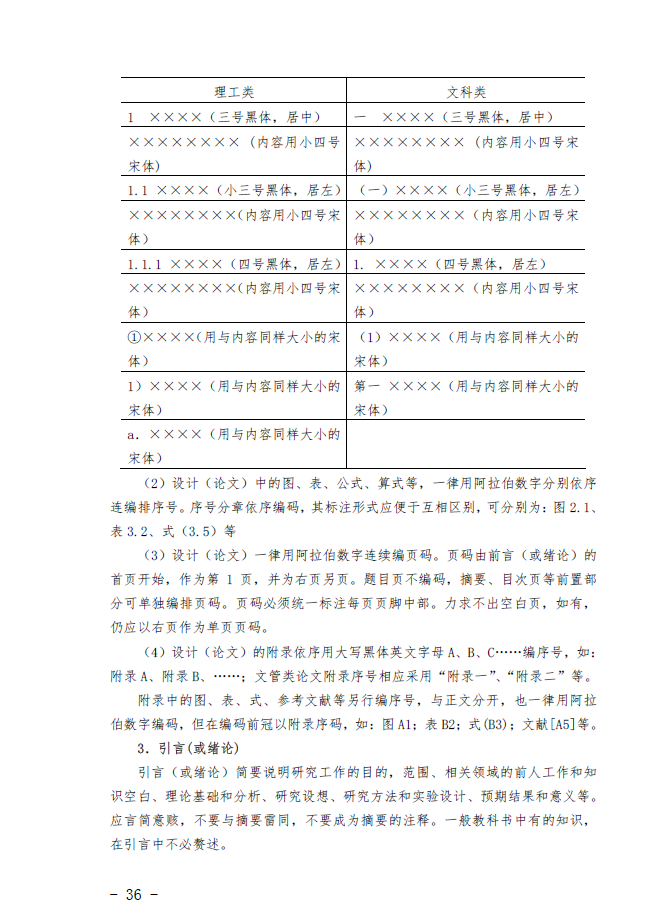 理工类 文科类
1 ××××（三号黑体，居中） 一 ××××（三号黑体，居中）
××××××××（内容用小四号 ××××××××（内容用小四号宋
宋体） 体）
1.1 ××××（小三号黑体，居左） （一）××××（小三号黑体，居左）
××××××××(内容用小四号宋 ××××××××（内容用小四号宋
体） 体）
1.1.1 ××××（四号黑体，居左） 1. ××××（四号黑体，居左）
××××××××(内容用小四号宋 ××××××××（内容用小四号宋
体） 体）
①××××(用与内容同样大小的宋 （1）××××（用与内容同样大小的
体） 宋体）
1）××××（用与内容同样大小的 第一 ××××（用与内容同样大小的
宋体） 宋体）
a．××××（用与内容同样大小的
宋体）
（2）设计（论文）中的图、表、公式、算式等，一律用阿拉伯数字分别依序
连编排序号。序号分章依序编码，其标注形式应便于互相区别，可分别为：图2.1、
表3.2、式（3.5）等
（3）设计（论文）一律用阿拉伯数字连续编页码。页码由前言（或绪论）的
首页开始，作为第 1 页，并为右页另页。题目页不编码，摘要、目次页等前置部
分可单独编排页码。页码必须统一标注每页页脚中部。力求不出空白页，如有，
仍应以右页作为单页页码。
（4）设计（论文）的附录依序用大写黑体英文字母 A、B、C……编序号，如：
附录 A、附录 B、……；文管类论文附录序号相应采用“附录一”、“附录二”等。
附录中的图、表、式、参考文献等另行编序号，与正文分开，也一律用阿拉
伯数字编码，但在编码前冠以附录序码，如：图 A1；表 B2；式(B3)；文献[A5]等。
3．引言(或绪论)
引言（或绪论）简要说明研究工作的目的，范围、相关领域的前人工作和知
识空白、理论基础和分析、研究设想、研究方法和实验设计、预期结果和意义等。
应言简意赅，不要与摘要雷同，不要成为摘要的注释。一般教科书中有的知识，
在引言中不必赘述。
- 36 -